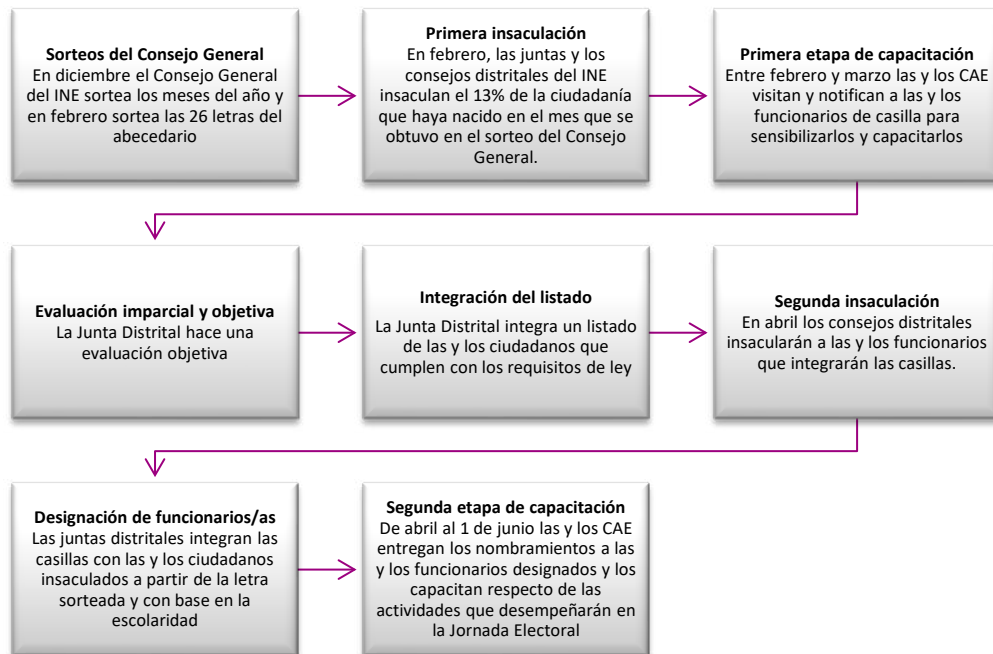 Sorteos del Consejo General
En diciembre el Consejo General
del INE sortea los meses del año y
en febrero sortea las 26 letras del
abecedario
Primera insaculación
En febrero, las juntas y los
consejos distritales del INE
insaculan el 13% de la ciudadanía
que haya nacido en el mes que se
obtuvo en el sorteo del Consejo
General.
Primera etapa de capacitación
Entre febrero y marzo las y los CAE
visitan y notifican a las y los
funcionarios de casilla para
sensibilizarlos y capacitarlos
Evaluación imparcial y objetiva
La Junta Distrital hace una
evaluación objetiva
Integración del listado
La Junta Distrital integra un listado
de las y los ciudadanos que
cumplen con los requisitos de ley
Segunda insaculación
En abril los consejos distritales
insacularán a las y los funcionarios
que integrarán las casillas.
Designación de funcionarios/as
Las juntas distritales integran las
casillas con las y los ciudadanos
insaculados a partir de la letra
sorteada y con base en la
escolaridad
Segunda etapa de capacitación
De abril al 1 de junio las y los CAE
entregan los nombramientos a las
y los funcionarios designados y los
capacitan respecto de las
actividades que desempeñarán en
la Jornada Electoral